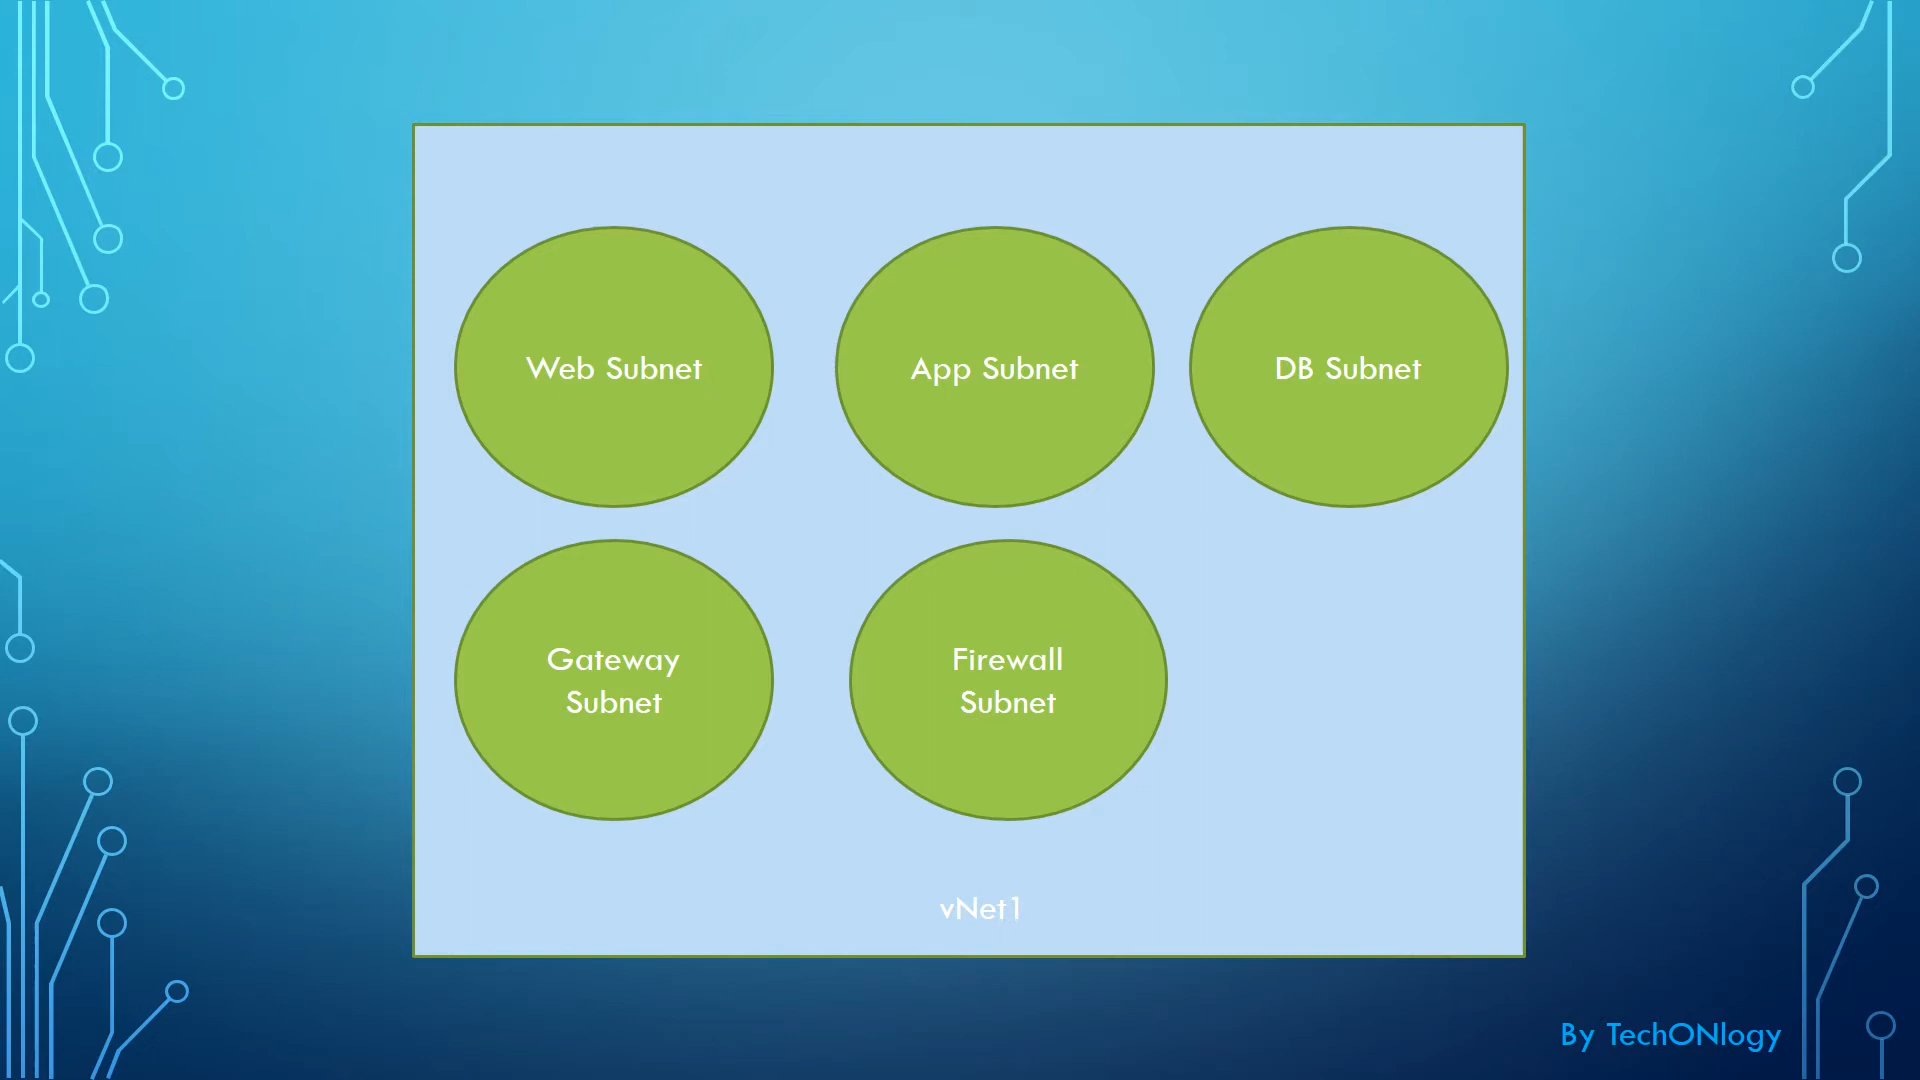 Web Subnet
App Subnet
DB Subnet
Gateway
Subnet
Firewall
Subnet
vNet1
By TechONlogy